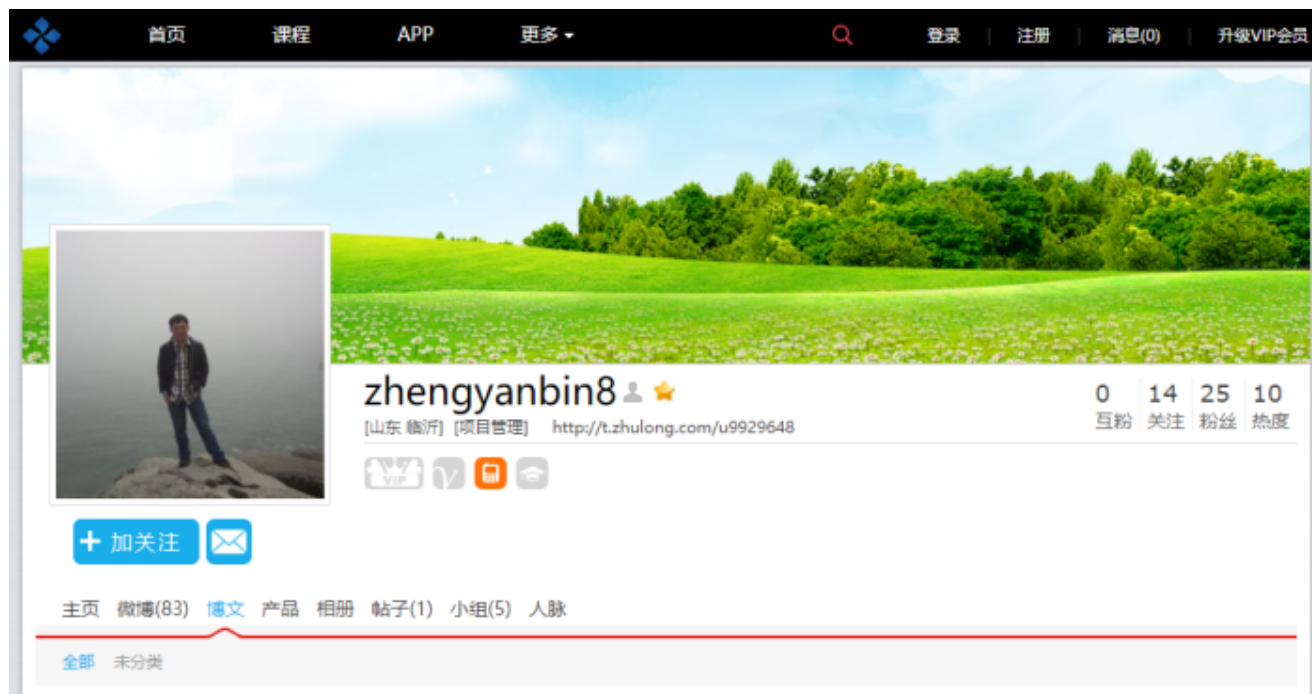 首页 课程 APP 更多 登录 注册 消息(0) 升级VIP会员
zhengyanbin8
0 14 25 10
[山东 临沂] [项目管理] http://t.zhulong.com/u9929648
互粉 关注 粉丝 热度
VIP V
+ 加关注
主页 微博(83) 博文 产品 相册 帖子(1) 小组(5) 人脉
全部 未分类